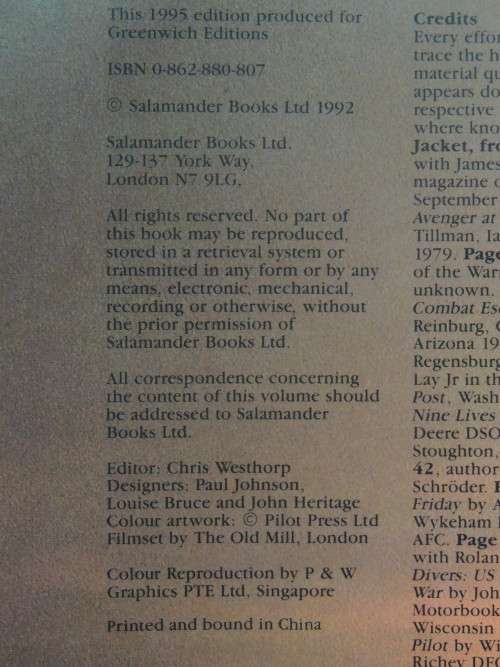 This 1995 edition produced for
Greenwich Editions
ISBN 0-862-880-807
© Salamander Books Ltd 1992
Salamander Books Ltd.
129-137 York Way,
London N7 9LG,
All rights reserved. No part of
this book may be reproduced,
stored in a retrieval system or
transmitted in any form or by any
means, electronic, mechanical,
recording or otherwise, without
the prior permission of
Salamander Books Ltd.
All correspondence concerning
the content of this volume should
be addressed to Salamander
Books Ltd.
Editor: Chris Westhorp
Designers: Paul Johnson,
Louise Bruce and John Heritage
Colour artwork: © Pilot Press Ltd
Filmset by The Old Mill, London
Colour Reproduction by P & W
Graphics PTE Ltd, Singapore
Printed and bound in China
Credits
Every effor
trace the h
material qu
appears do
respective
where kno
Jacket, fro
with James
magazine o
September
Avenger at
Tillman, Ia
1979. Page
of the War
unknown.
Combat Esc
Reinburg, G
Arizona 19
Regensburg
Lay Jr in th
Post, Wash
Nine Lives
Deere DSO
Stoughton,
42, author
Schröder. P
Friday by A
Wykeham P
AFC. Page
with Rolan
Divers: US
War by Joh
Motorbook
Wisconsin
Pilot by Wi
Richey DFC